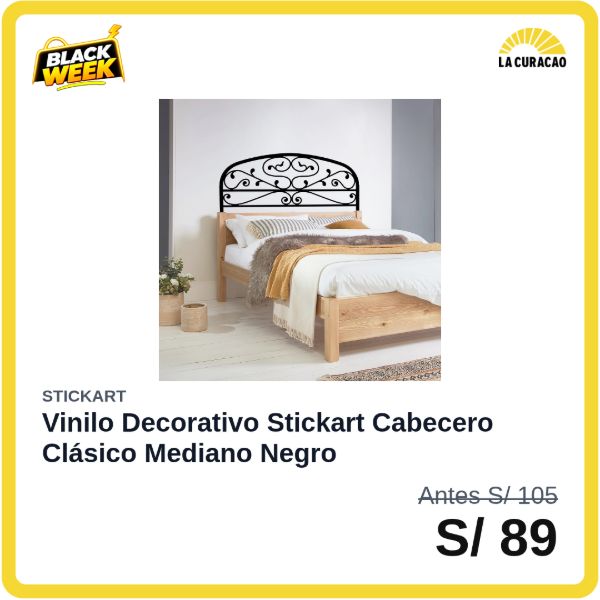 BLACK
WEEK
LA CURACAO
STICKART
Vinilo Decorativo Stickart Cabecero
Clásico Mediano Negro
Antes S/ 105
S/ 89